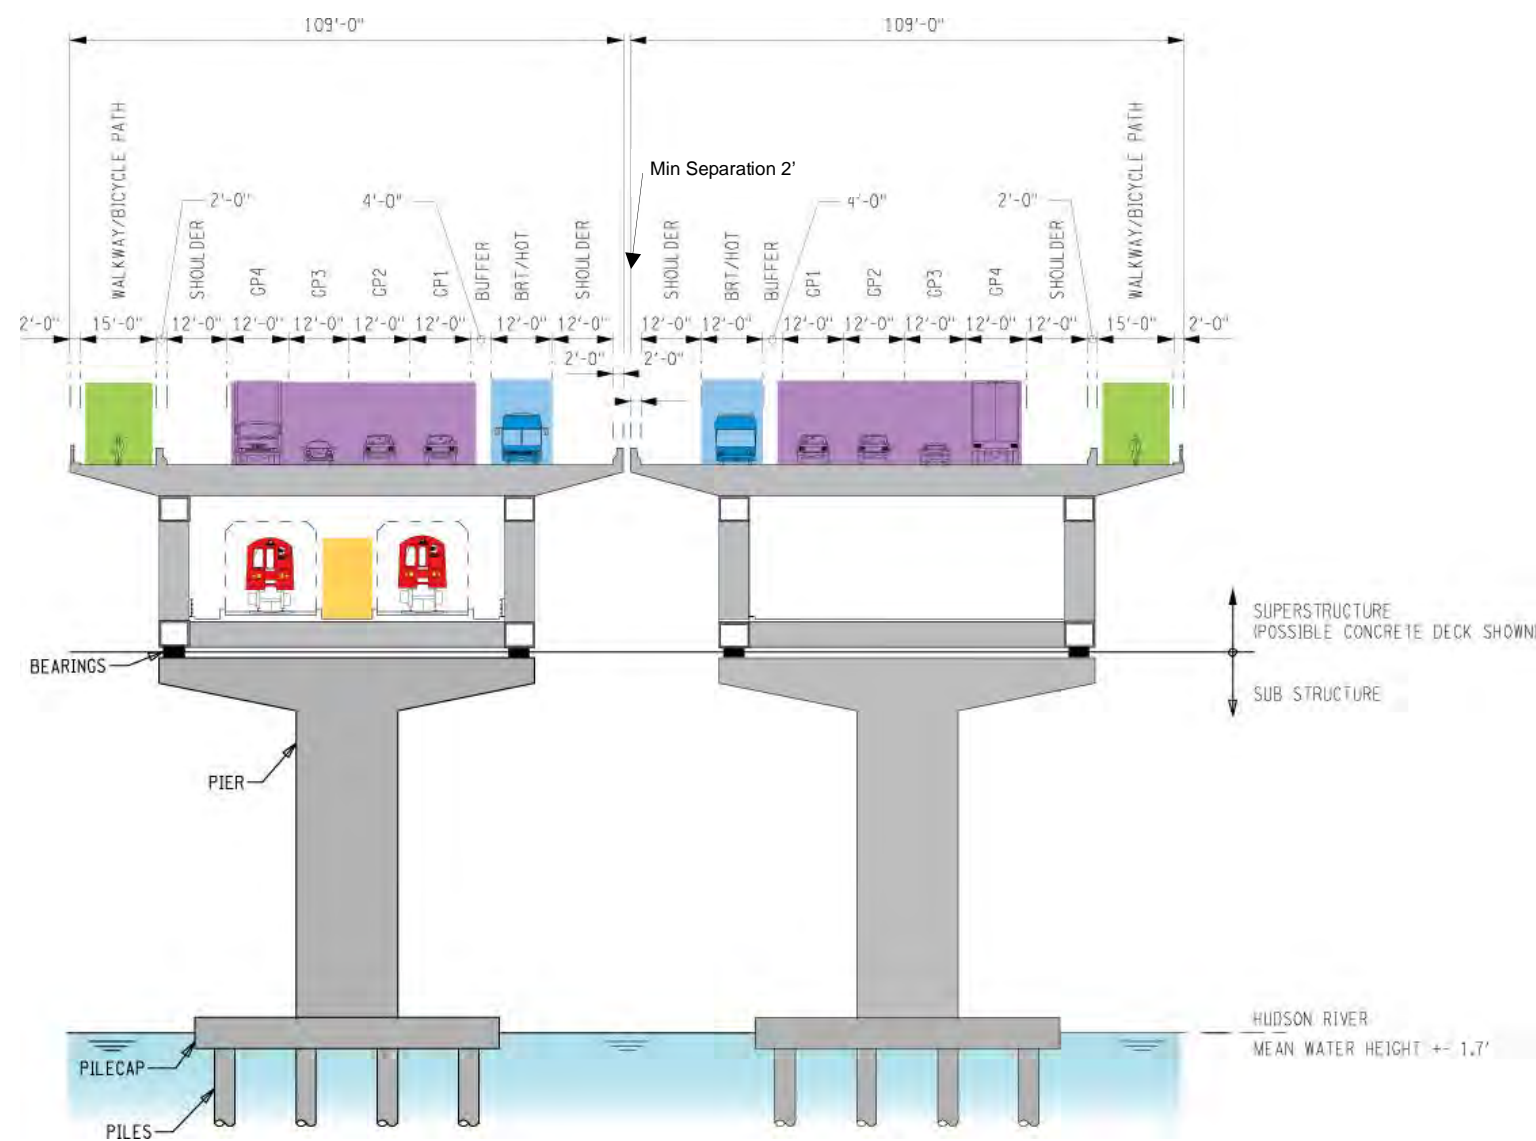 109'-0"
109'-0"
WALKWAY/BICYCLE PATH
2'-0"
SHOULDER
GP4
GP3
GP2
GP1
4'-0"
BUFFER
BRT/HOT
SHOULDER
Min Separation 2’
SHOULDER
BRT/HOT
BUFFER
4'-0"
GP1
GP2
GP3
GP4
2'-0"
SHOULDER
WALKWAY/BICYCLE PATH
2'-0" 15'-0" 12'-0" 12'-0" 12'-0" 12'-0" 12'-0" 12'-0" 12'-0" 12'-0" 12'-0" 12'-0" 12'-0" 12'-0" 12'-0" 12'-0" 15'-0" 2'-0"
2'-0" 2'-0"
SUPERSTRUCTURE
(POSSIBLE CONCRETE DECK SHOWN)
BEARINGS
SUB STRUCTURE
PIER
HUDSON RIVER
MEAN WATER HEIGHT +- 1.7'
PILECAP
PILES